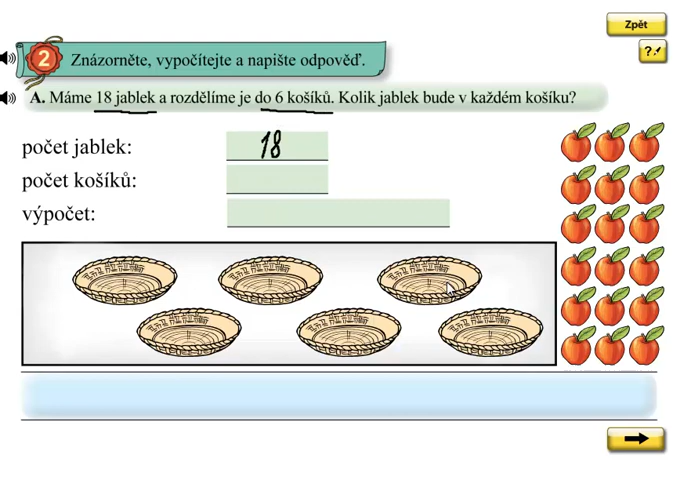 Zpět
2 Znázorněte, vypočítejte a napište odpověď.
?
A. Máme 18 jablek a rozdělíme je do 6 košíků. Kolik jablek bude v každém košíku?
počet jablek: 18
počet košíků:
výpočet: